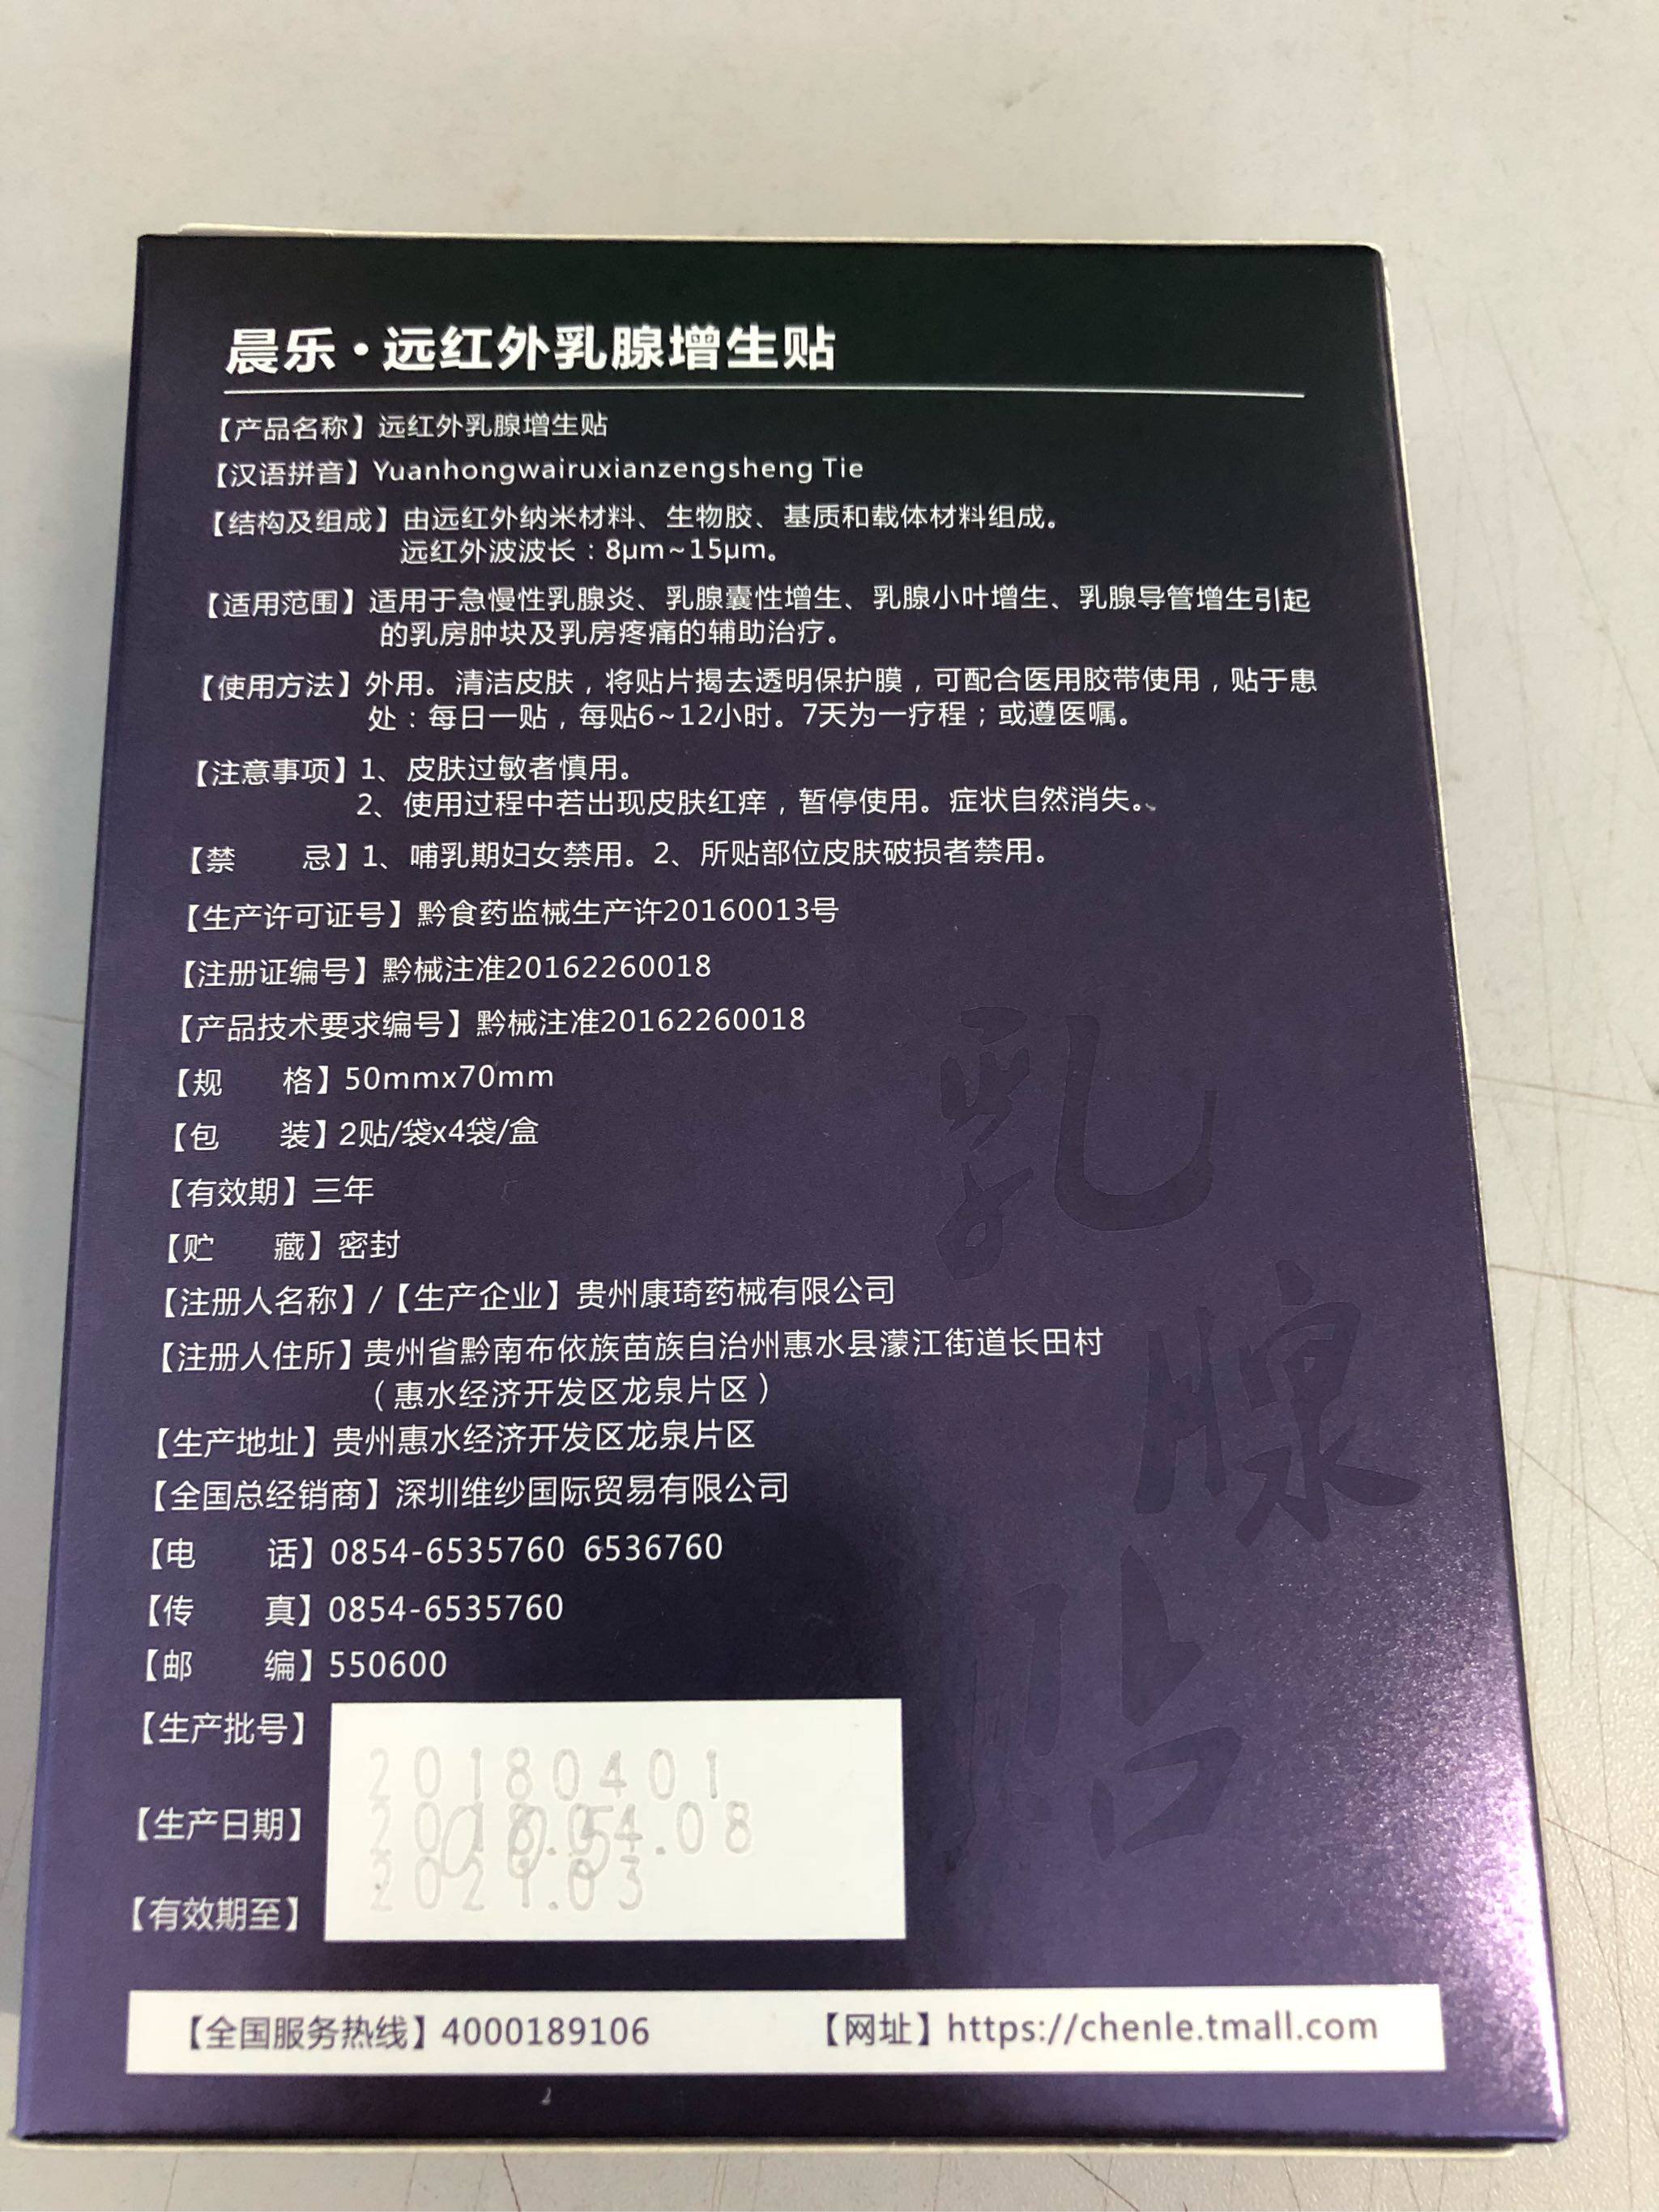 晨乐·远红外乳腺增生贴
【产品名称】远红外乳腺增生贴
【汉语拼音】Yuanhongwairuxianzengsheng Tie
【结构及组成】由远红外纳米材料、生物胶、基质和载体材料组成。
远红外波波长：8μm~15μm。
【适用范围】适用于急慢性乳腺炎、乳腺囊性增生、乳腺小叶增生、乳腺导管增生引起
的乳房肿块及乳房疼痛的辅助治疗。
【使用方法】外用。清洁皮肤，将贴片揭去透明保护膜，可配合医用胶带使用，贴于患
处：每日一贴，每贴6~12小时。7天为一疗程；或遵医嘱。
【注意事项】1、皮肤过敏者慎用。
2、使用过程中若出现皮肤红痒，暂停使用。症状自然消失。
【禁 忌】1、哺乳期妇女禁用。2、所贴部位皮肤破损者禁用。
【生产许可证号】黔食药监械生产许20160013号
【注册证编号】黔械注准20162260018
【产品技术要求编号】黔械注准20162260018
【规 格】50mmx70mm
【包 装】2贴/袋x4袋/盒
【有效期】三年
【贮 藏】密封
【注册人名称】/【生产企业】贵州康琦药械有限公司
【注册人住所】贵州省黔南布依族苗族自治州惠水县濛江街道长田村
（惠水经济开发区龙泉片区）
【生产地址】贵州惠水经济开发区龙泉片区
【全国总经销商】深圳维纱国际贸易有限公司
【电 话】0854-6535760 6536760
【传 真】0854-6535760
【邮 编】550600
【生产批号】
20180401
【生产日期】
2018.04.08
【有效期至】
2021.03
【全国服务热线】4000189106 【网址】https://chenle.tmall.com
乳腺贴